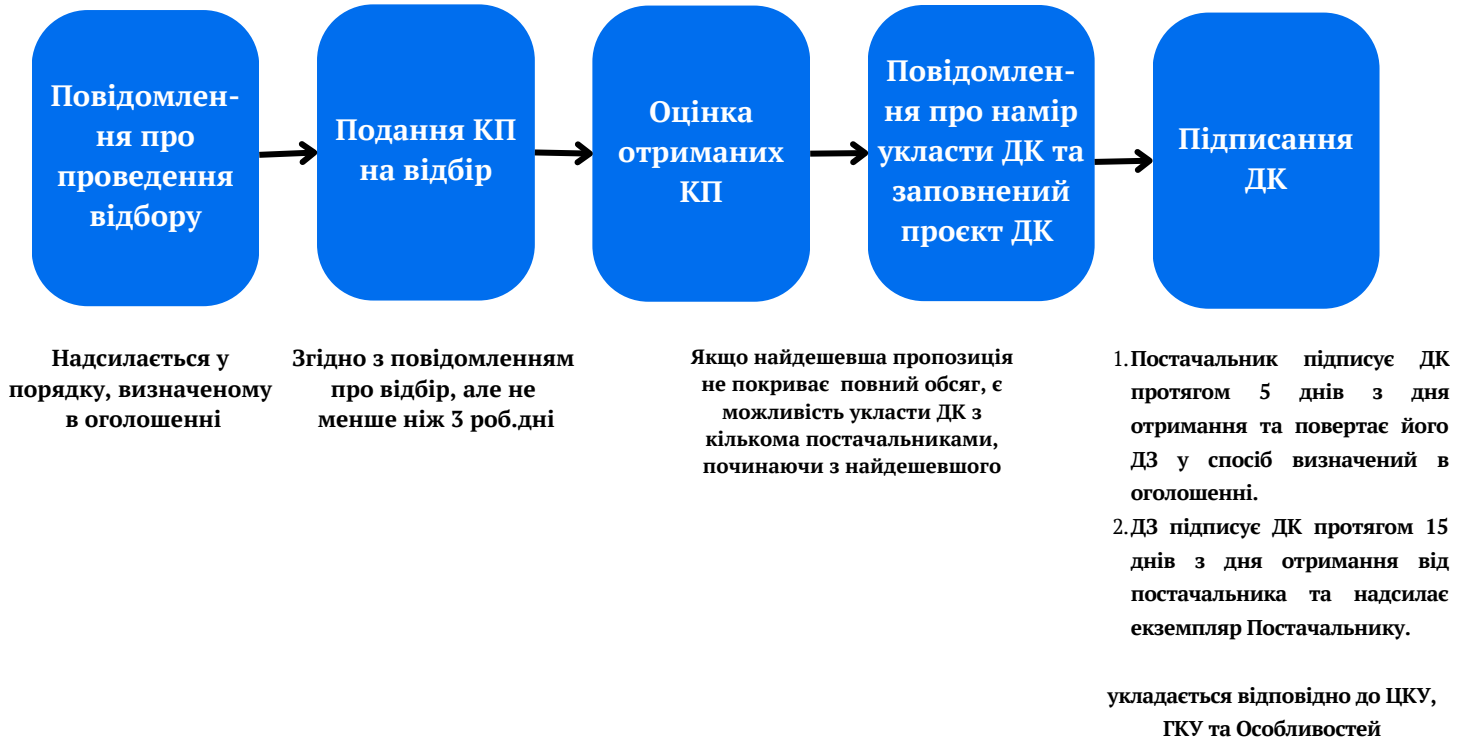 Повідомлен-
ня про
проведення
відбору
Подання КП
на відбір
Оцінка
отриманих
КП
Повідомлен-
ня про намір
укласти ДК та
заповнений
проєкт ДК
Підписання
ДК
Надсилається у
порядку, визначеному
в оголошенні
Згідно з повідомленням
про відбір, але не
менше ніж 3 роб.дні
Якщо найдешевша пропозиція
не покриває повний обсяг, є
можливість укласти ДК з
кількома постачальниками,
починаючи з найдешевшого
1. Постачальник підписує ДК
протягом 5 днів з дня
отримання та повертає його
ДЗ у спосіб визначений в
оголошенні.
2. ДЗ підписує ДК протягом 15
днів з дня отримання від
постачальника та надсилає
екземпляр Постачальнику.
укладається відповідно до ЦКУ,
ГКУ та Особливостей